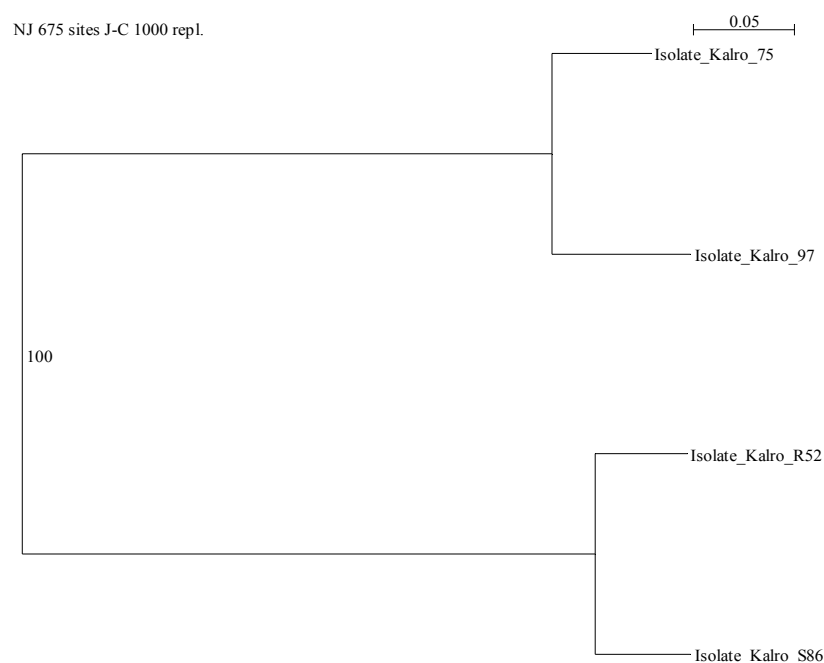 NJ 675 sites J-C 1000 repl.
0.05
Isolate_Kalro_75
Isolate_Kalro_97
100
Isolate_Kalro_R52
Isolate_Kalro_S86